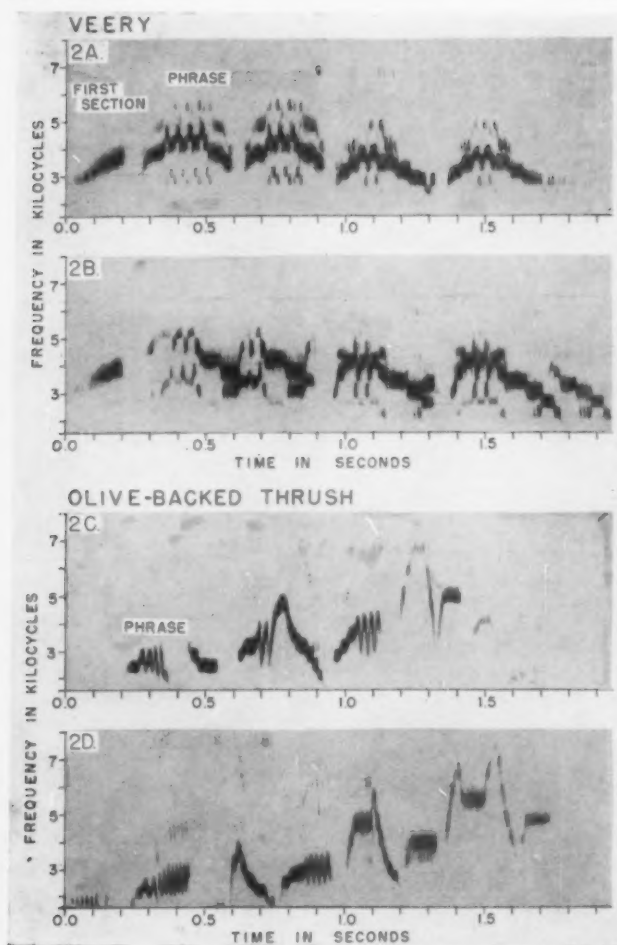 VEERY
2A.
FIRST
SECTION
PHRASE
7
5
3
0.0 0.5 1.0 1.5
2B.
7
5
3
0.0 0.5 1.0 1.5
TIME IN SECONDS
FREQUENCY IN KILOCYCLES
OLIVE-BACKED THRUSH
2C.
PHRASE
7
5
3
0.0 0.5 1.0 1.5
2D.
7
5
3
0.0 0.5 1.0 1.5
TIME IN SECONDS
FREQUENCY IN KILOCYCLES